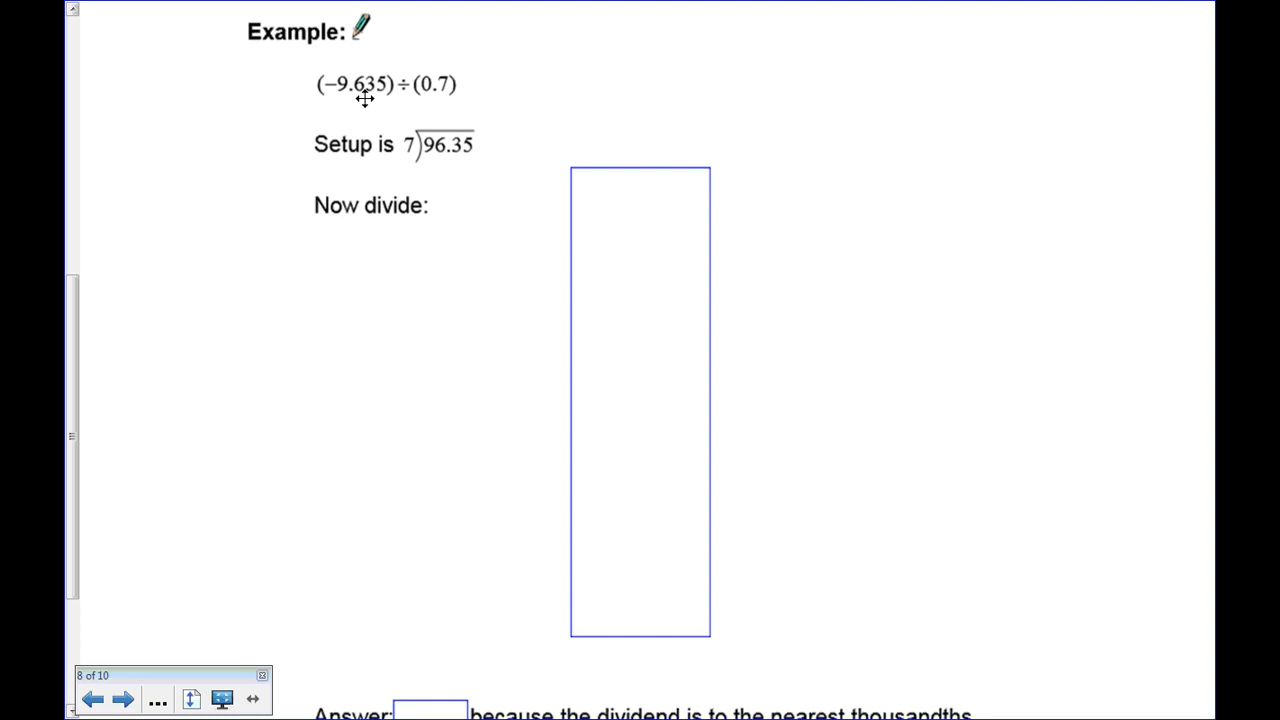 Example:
(−9.635) ÷ (0.7)
Setup is 7)96.35
Now divide:
8 of 10
Answer: because the dividend is to the nearest thousandths